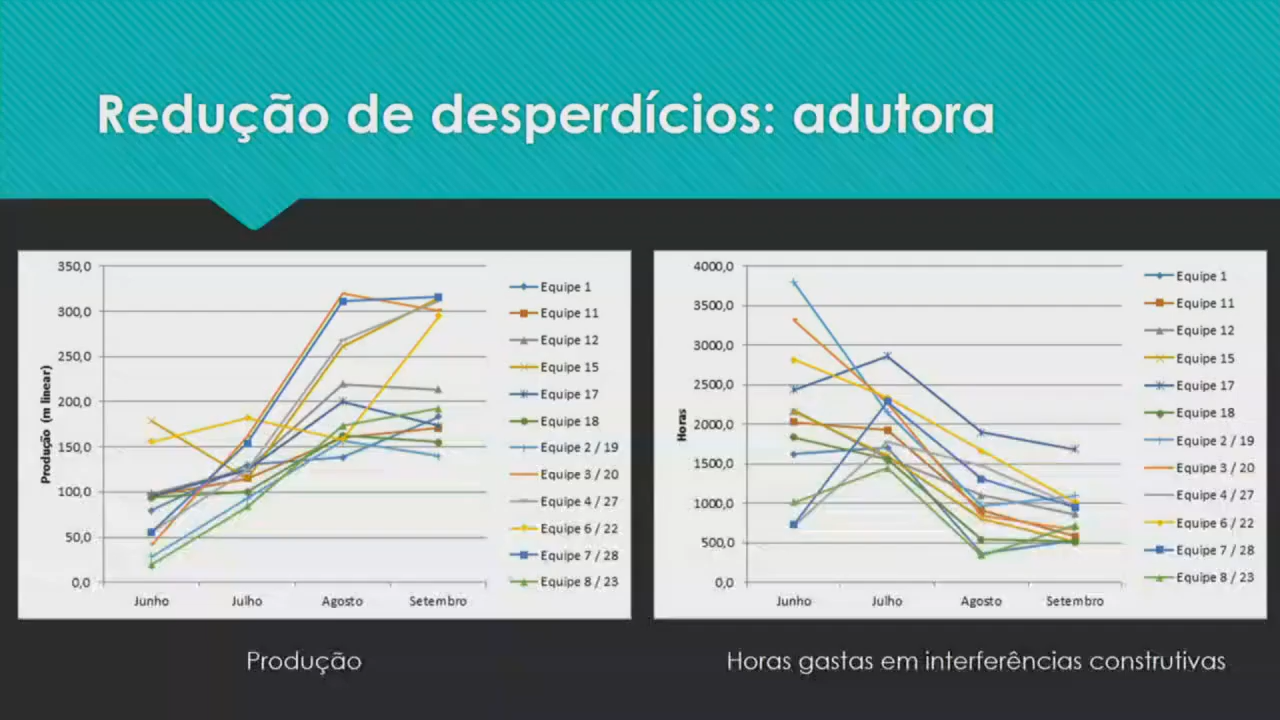 Redução de desperdícios: adutora
350,0
300,0
250,0
200,0
150,0
100,0
50,0
0,0
Produção (m linear)
Junho Julho Agosto Setembro
Equipe 1
Equipe 11
Equipe 12
Equipe 15
Equipe 17
Equipe 18
Equipe 2 / 19
Equipe 3 / 20
Equipe 4 / 27
Equipe 6 / 22
Equipe 7 / 28
Equipe 8 / 23
Produção
4000,0
3500,0
3000,0
2500,0
2000,0
1500,0
1000,0
500,0
0,0
Horas
Junho Julho Agosto Setembro
Equipe 1
Equipe 11
Equipe 12
Equipe 15
Equipe 17
Equipe 18
Equipe 2 / 19
Equipe 3 / 20
Equipe 4 / 27
Equipe 6 / 22
Equipe 7 / 28
Equipe 8 / 23
Horas gastas em interferências construtivas